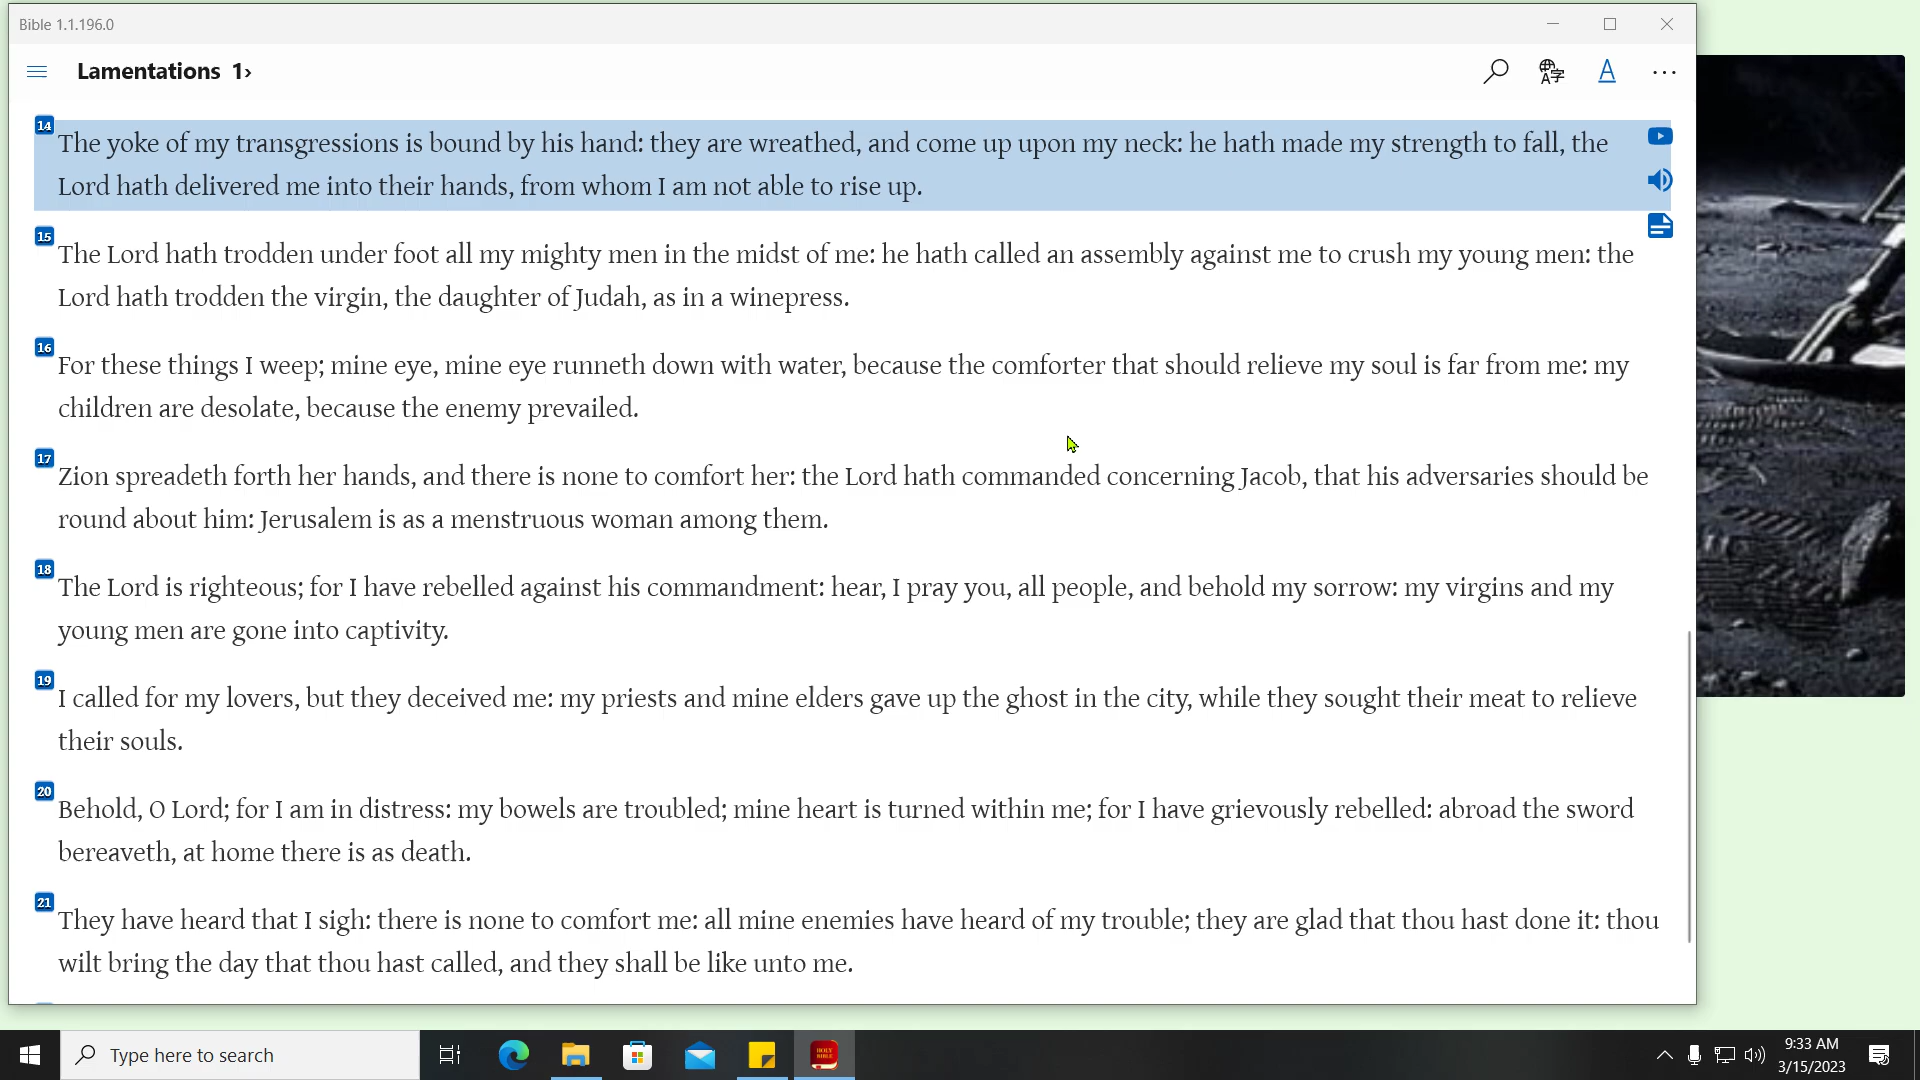 Bible 1.1.196.0
Lamentations 1›
14
The yoke of my transgressions is bound by his hand: they are wreathed, and come up upon my neck: he hath made my strength to fall, the
Lord hath delivered me into their hands, from whom I am not able to rise up.
15
The Lord hath trodden under foot all my mighty men in the midst of me: he hath called an assembly against me to crush my young men: the
Lord hath trodden the virgin, the daughter of Judah, as in a winepress.
16
For these things I weep; mine eye, mine eye runneth down with water, because the comforter that should relieve my soul is far from me: my
children are desolate, because the enemy prevailed.
17
Zion spreadeth forth her hands, and there is none to comfort her: the Lord hath commanded concerning Jacob, that his adversaries should be
round about him: Jerusalem is as a menstruous woman among them.
18
The Lord is righteous; for I have rebelled against his commandment: hear, I pray you, all people, and behold my sorrow: my virgins and my
young men are gone into captivity.
19
I called for my lovers, but they deceived me: my priests and mine elders gave up the ghost in the city, while they sought their meat to relieve
their souls.
20
Behold, O Lord; for I am in distress: my bowels are troubled; mine heart is turned within me; for I have grievously rebelled: abroad the sword
bereaveth, at home there is as death.
21
They have heard that I sigh: there is none to comfort me: all mine enemies have heard of my trouble; they are glad that thou hast done it: thou
wilt bring the day that thou hast called, and they shall be like unto me.
Type here to search
HOLY BIBLE
9:33 AM
3/15/2023